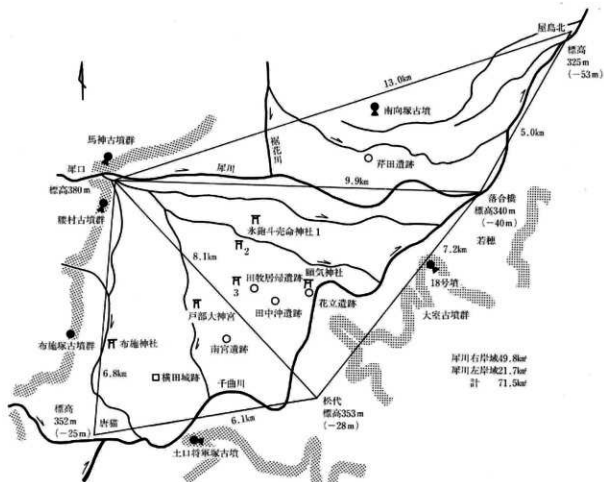 屋島北
標高
325m
(-53m)
13.0km
南向塚古墳
5.0km
裾花川
馬神古墳群
芹田遺跡
犀口
犀川
標高380m
9.9km
落合橋
標高340m
(-40m)
腰村古墳群
氷鉋斗売命神社1
若穂
2
8.1km
7.2km
頤気神社
田牧居帰遺跡
18号墳
3
花立遺跡
大室古墳群
戸部大神宮
田中沖遺跡
布施塚古墳群
布施神社
南宮遺跡
犀川右岸域49.8km²
犀川左岸域21.7km²
計 71.5km²
6.8km
横田城跡
千曲川
松代
標高353m
(-28m)
標高
352m
(-25m)
唐猫
6.1km
土口将軍塚古墳